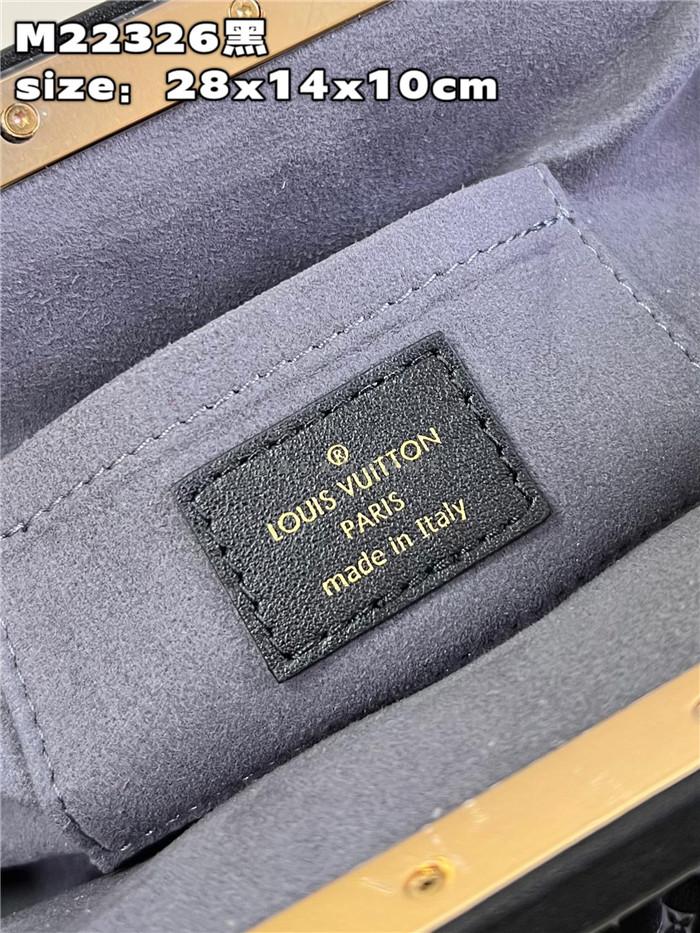 M22326黑
size：28x14x10cm
®
LOUIS VUITTON
PARIS
made in Italy